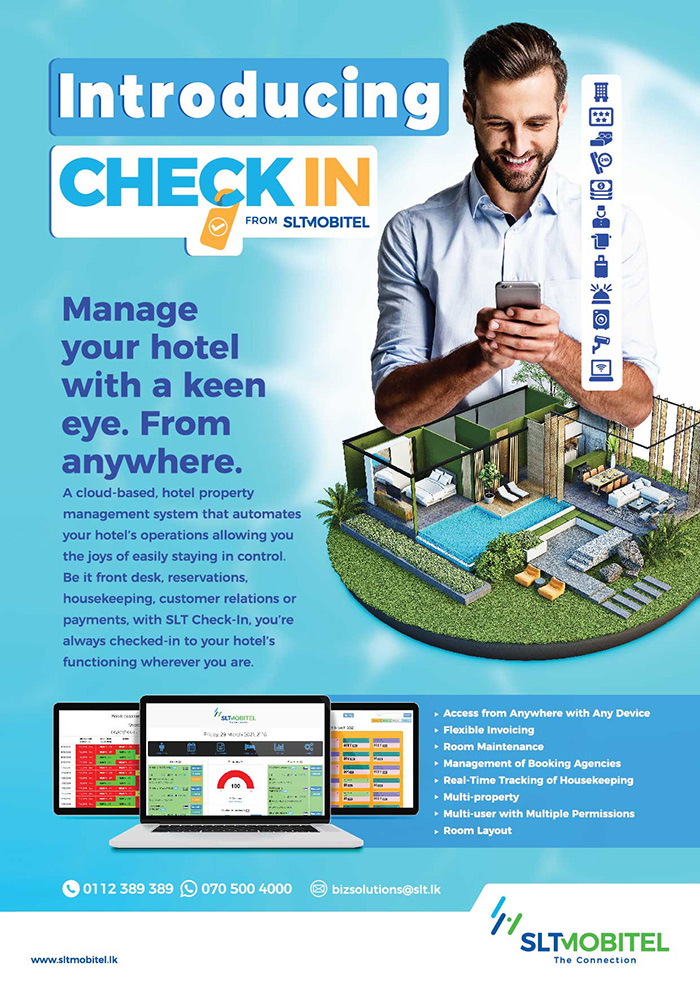 Introducing
CHECK IN
FROM SLTMOBITEL
Manage
your hotel
with a keen
eye. From
anywhere.
A cloud-based, hotel property
management system that automates
your hotel's operations allowing you
the joys of easily staying in control.
Be it front desk, reservations,
housekeeping, customer relations or
payments, with SLT Check-In, you're
always checked-in to your hotel's
functioning wherever you are.
SLTMOBITEL
100
Access from Anywhere with Any Device
Flexible Invoicing
Room Maintenance
Management of Booking Agencies
Real-Time Tracking of Housekeeping
Multi-property
Multi-user with Multiple Permissions
Room Layout
0112 389 389 070 500 4000 bizsolutions@slt.lk
SLTMOBITEL
The Connection
www.sltmobitel.lk